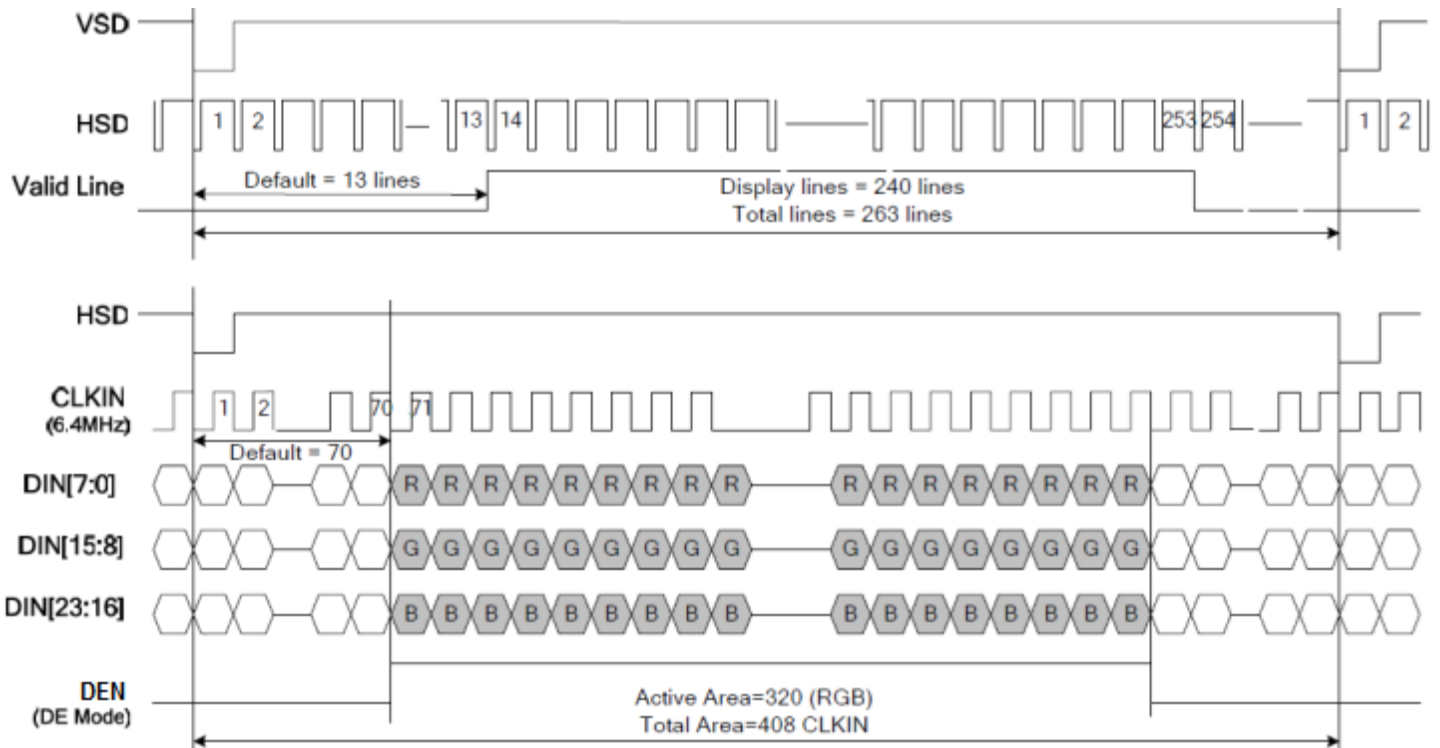 VSD
HSD
1 2 13 14 253 254 1 2
Valid Line
Default = 13 lines
Display lines = 240 lines
Total lines = 263 lines
HSD
CLKIN
(6.4MHz)
1 2 70 71
Default = 70
DIN[7:0]
R R R R R R R R R R R R R R R R R
DIN[15:8]
G G G G G G G G G G G G G G G G G
DIN[23:16]
B B B B B B B B B B B B B B B B B
DEN
(DE Mode)
Active Area=320 (RGB)
Total Area=408 CLKIN